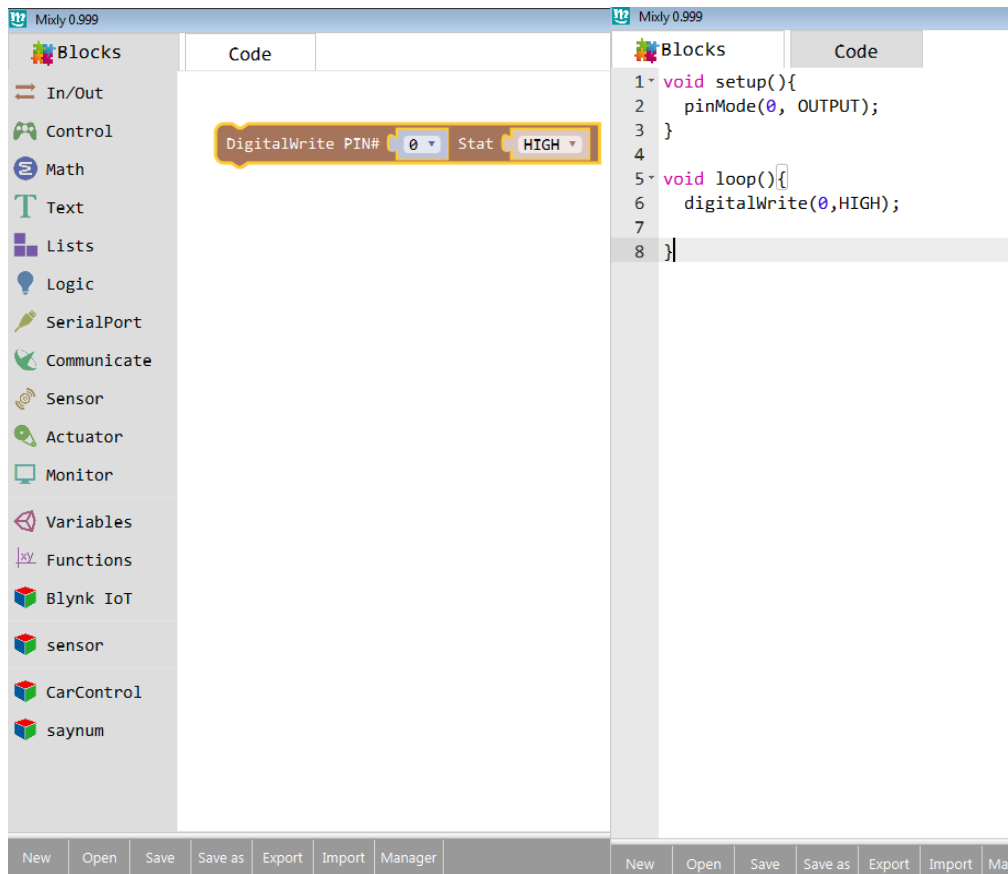 Mixly 0.999
Blocks
Code
In/Out
Control
Math
Text
Lists
Logic
SerialPort
Communicate
Sensor
Actuator
Monitor
Variables
Functions
Blynk IoT
sensor
CarControl
saynum
DigitalWrite PIN# 0 Stat HIGH
New Open Save Save as Export Import Manager
Mixly 0.999
Blocks
Code
1 void setup(){
2 pinMode(0, OUTPUT);
3 }
4
5 void loop(){
6 digitalWrite(0,HIGH);
7
8 }
New Open Save Save as Export Import Ma